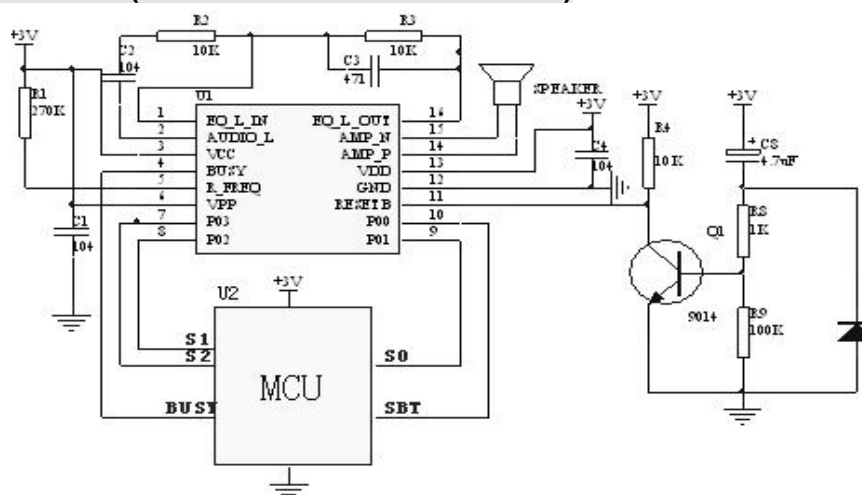 R2
10K
R3
10K
+3V
C2
104
C3
471
R1
270K
U1
SPEAKER
+3V
+3V
+3V
1
EQ_L_IN
EQ_L_OUT
16
2
AUDIO_L
AMP_N
15
3
VCC
AMP_P
14
4
BUSY
VDD
13
5
R_FREQ
GND
12
6
VPP
RESETB
11
7
P03
P00
10
8
P02
P01
9
C4
104
R4
10K
C8
4.7uF
R8
1K
C1
104
Q1
9014
R9
100K
U2
+3V
S1
S2
S0
MCU
BUSY
SBT